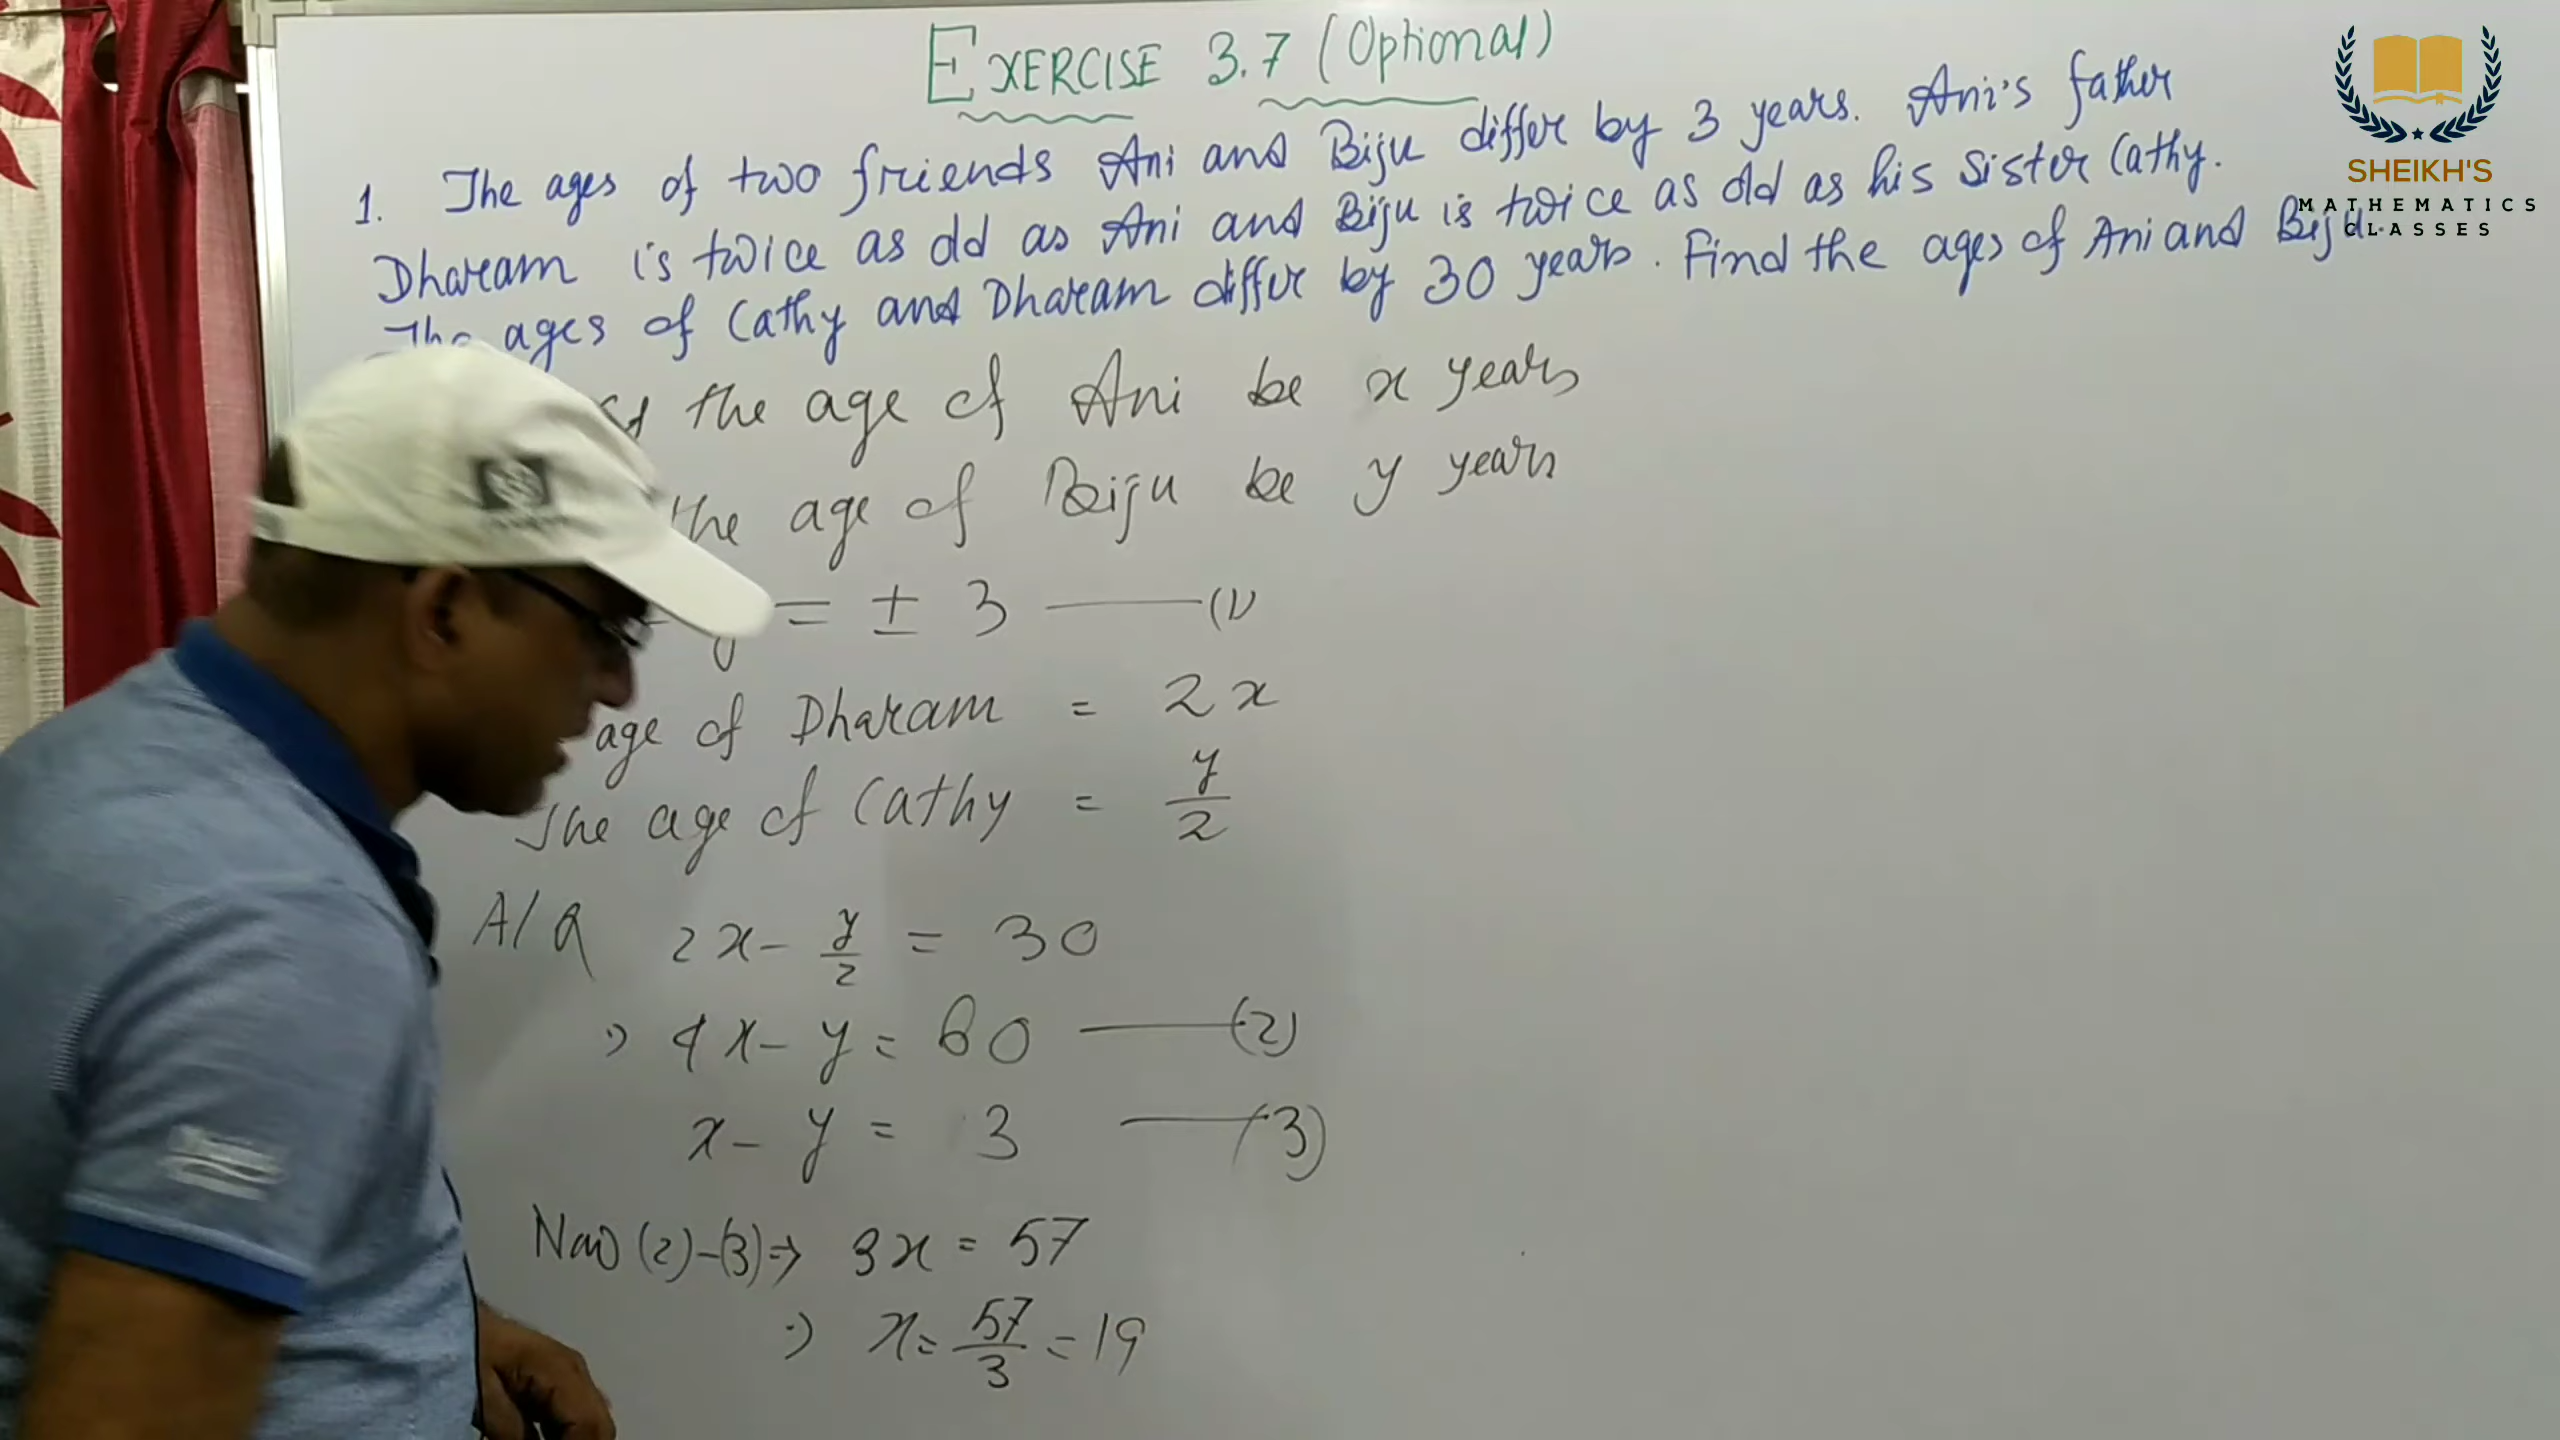 EXERCISE 3.7 (Optional)
1. The ages of two friends Ani and Biju differ by 3 years. Ani's father
Dharam is twice as old as Ani and Biju is twice as old as his sister Cathy.
The ages of Cathy and Dharam differ by 30 years. Find the ages of Ani and Biju.
the age of Ani be x years
the age of Biju be y years
y = ± 3 —— (1)
age of Dharam = 2x
The age of Cathy = y/2
A/Q 2x - y/2 = 30
⇒ 4x - y = 60 —— (2)
x - y = 3 —— (3)
Now (2)-(3) ⇒ 3x = 57
⇒ x = 57/3 = 19
SHEIKH'S
MATHEMATICS
CLASSES